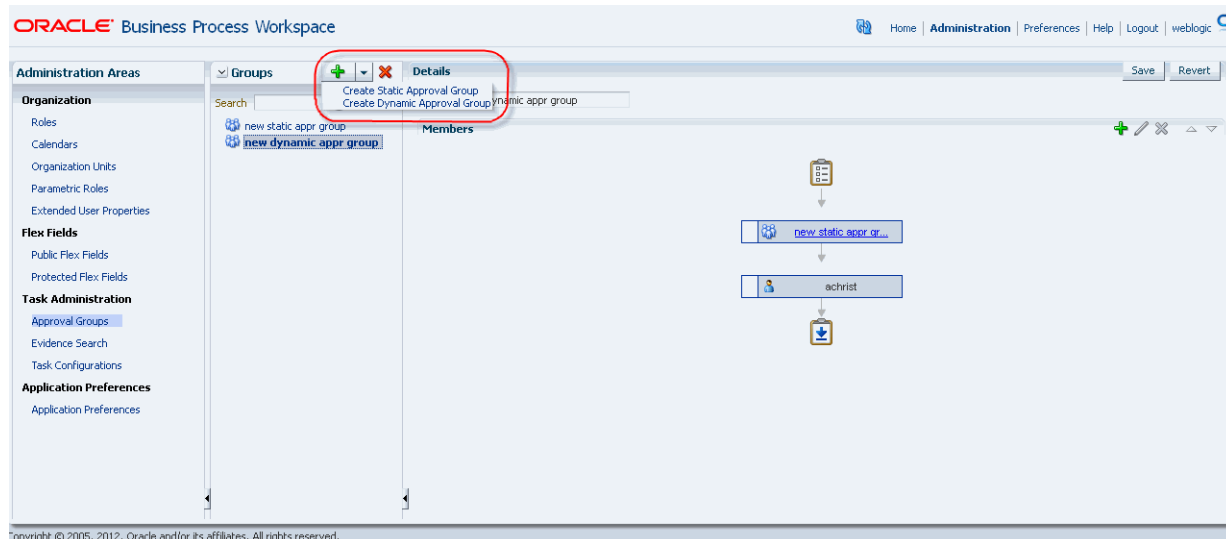 ORACLE Business Process Workspace
Home Administration Preferences Help Logout weblogic
Administration Areas
Organization
Roles
Calendars
Organization Units
Parametric Roles
Extended User Properties
Flex Fields
Public Flex Fields
Protected Flex Fields
Task Administration
Approval Groups
Evidence Search
Task Configurations
Application Preferences
Application Preferences
Groups
Create Static Approval Group
Create Dynamic Approval Group
Search
new static appr group
new dynamic appr group
Details
Save Revert
appr group
Members
new static appr gr...
achrist
Copyright © 2005, 2012, Oracle and/or its affiliates. All rights reserved.